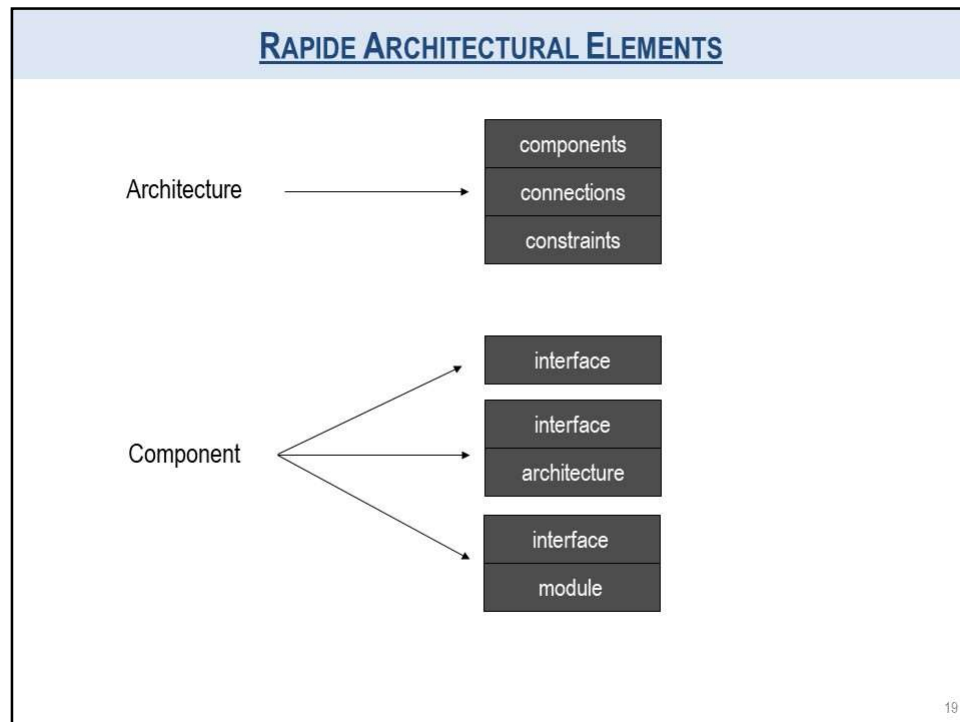 RAPIDE ARCHITECTURAL ELEMENTS
Architecture
components
connections
constraints
Component
interface
interface
architecture
interface
module
19